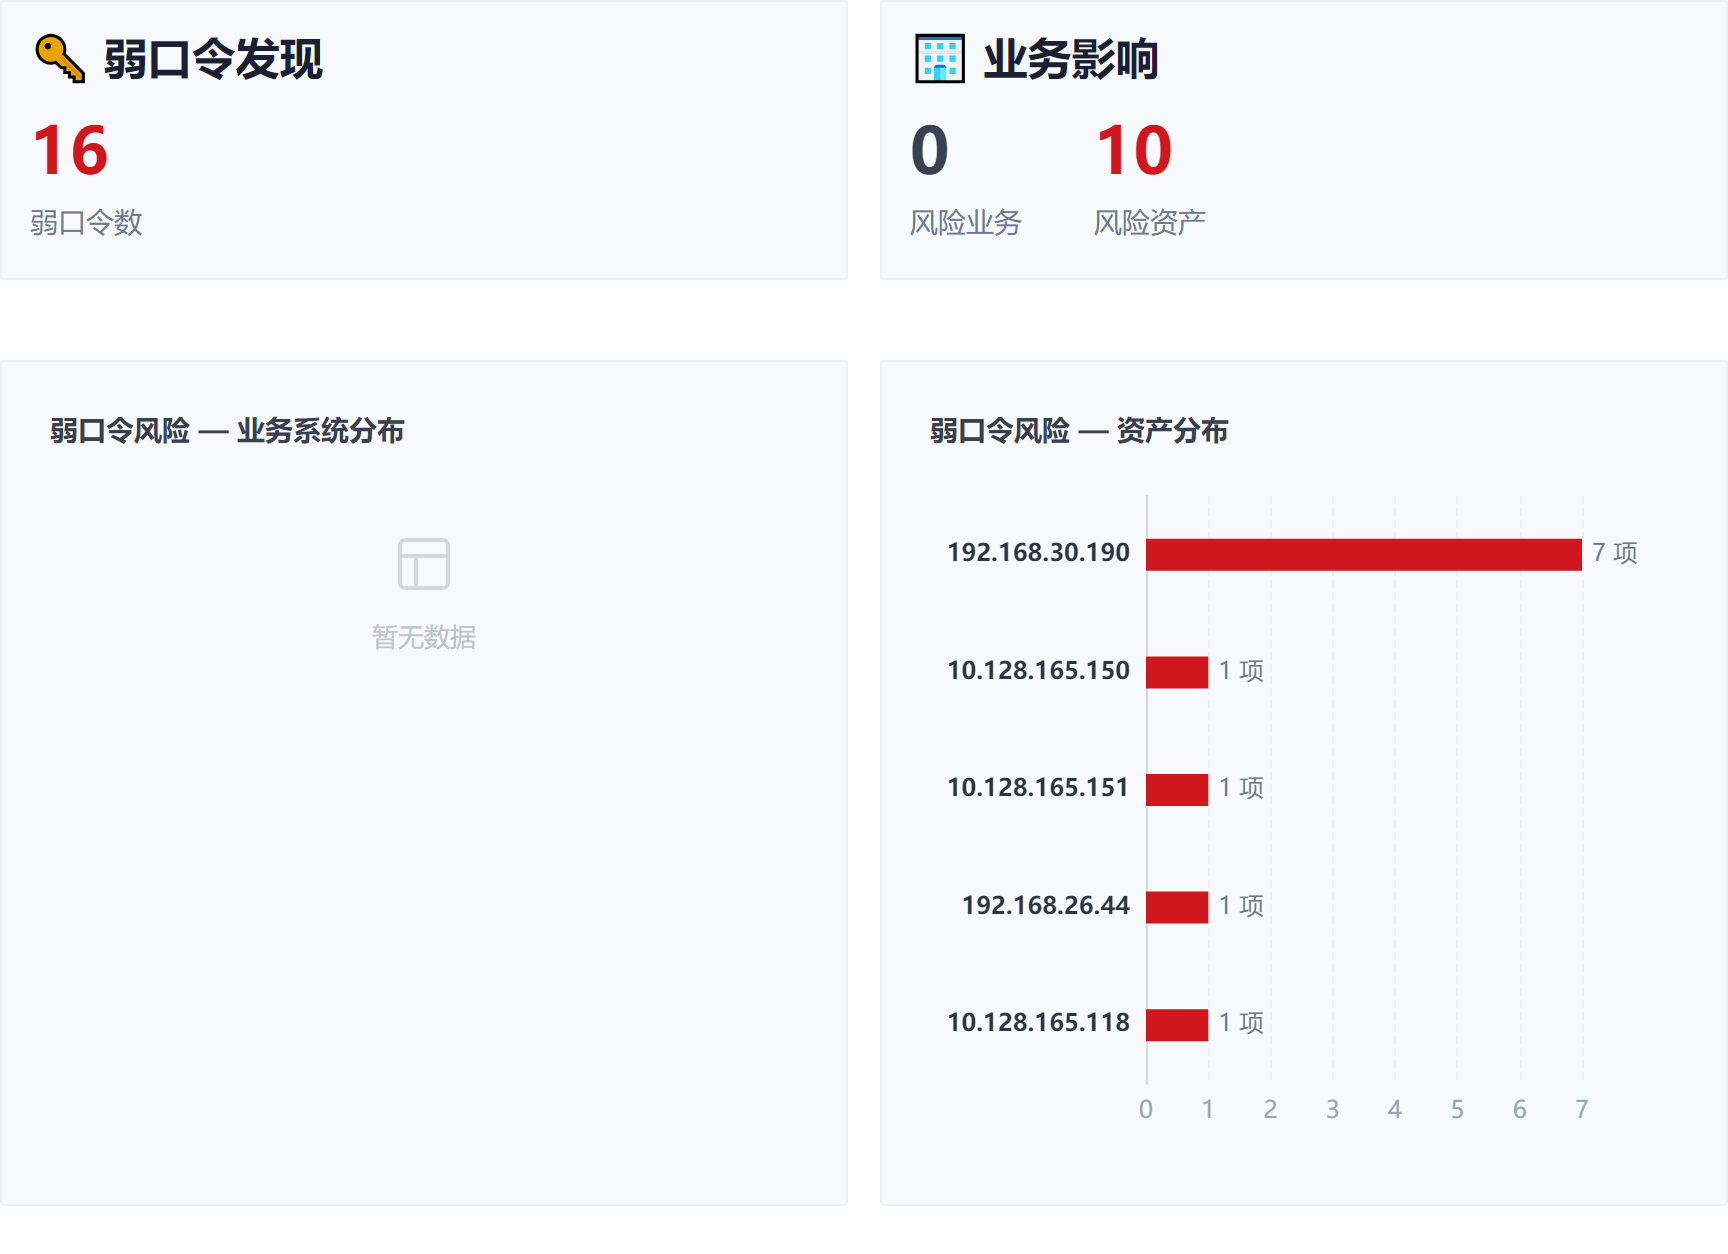 弱口令发现
16
弱口令数
业务影响
0 10
风险业务 风险资产
弱口令风险 — 业务系统分布
暂无数据
弱口令风险 — 资产分布
192.168.30.190 7 项
10.128.165.150 1 项
10.128.165.151 1 项
192.168.26.44 1 项
10.128.165.118 1 项
0 1 2 3 4 5 6 7